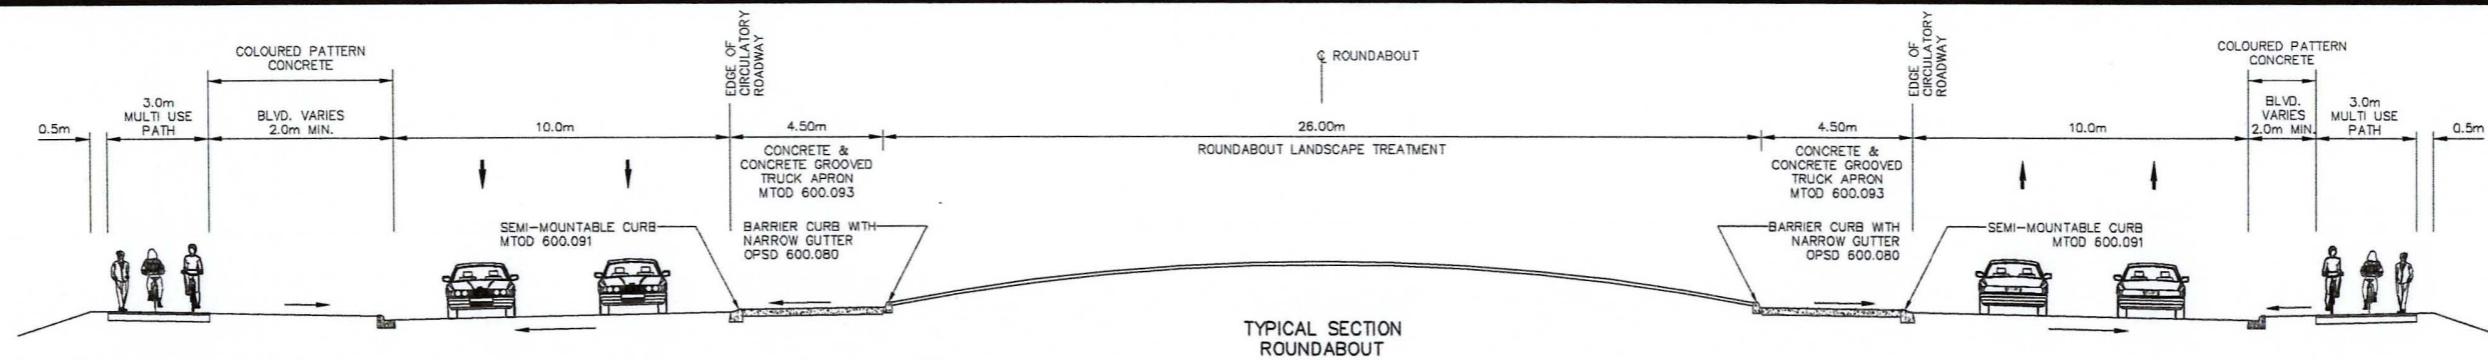 COLOURED PATTERN
CONCRETE
EDGE OF
CIRCULATORY
ROADWAY
℄ ROUNDABOUT
EDGE OF
CIRCULATORY
ROADWAY
COLOURED PATTERN
CONCRETE
0.5m
3.0m
MULTI USE
PATH
BLVD. VARIES
2.0m MIN.
10.0m
4.50m
26.00m
4.50m
10.0m
BLVD.
VARIES
2.0m MIN.
3.0m
MULTI USE
PATH
0.5m
CONCRETE &
CONCRETE GROOVED
TRUCK APRON
MTOD 600.093
ROUNDABOUT LANDSCAPE TREATMENT
CONCRETE &
CONCRETE GROOVED
TRUCK APRON
MTOD 600.093
SEMI-MOUNTABLE CURB
MTOD 600.091
BARRIER CURB WITH
NARROW GUTTER
OPSD 600.080
BARRIER CURB WITH
NARROW GUTTER
OPSD 600.080
SEMI-MOUNTABLE CURB
MTOD 600.091
TYPICAL SECTION
ROUNDABOUT